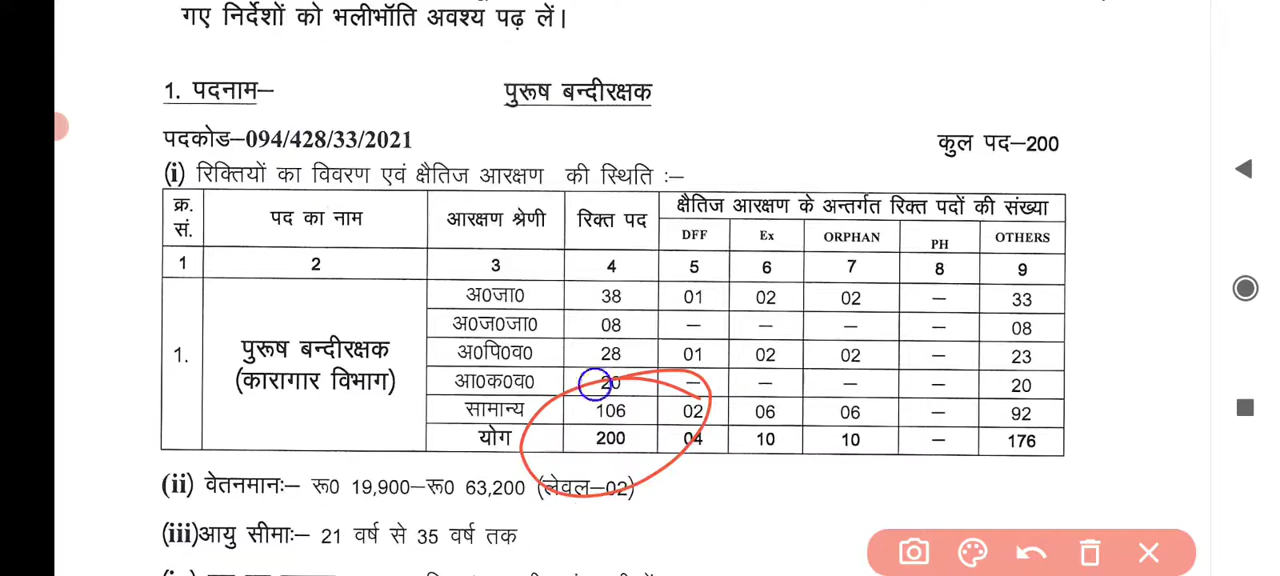 गए निर्देशों को भलीभॉति अवश्य पढ़ लें।
1. पदनाम– पुरूष बन्दीरक्षक
पदकोड–094/428/33/2021 कुल पद–200
(i) रिक्तियों का विवरण एवं क्षैतिज आरक्षण की स्थिति :–
क्र. सं. पद का नाम आरक्षण श्रेणी रिक्त पद क्षैतिज आरक्षण के अन्तर्गत रिक्त पदों की संख्या
DFF Ex ORPHAN PH OTHERS
1 2 3 4 5 6 7 8 9
1. पुरूष बन्दीरक्षक (कारागार विभाग) अ0जा0 38 01 02 02 – 33
अ0ज0जा0 08 – – – – 08
अ0पि0व0 28 01 02 02 – 23
आ0क0व0 20 – – – – 20
सामान्य 106 02 06 06 – 92
योग 200 04 10 10 – 176
(ii) वेतनमानः– रू0 19,900–रू0 63,200 (लेवल–02)
(iii)आयु सीमाः– 21 वर्ष से 35 वर्ष तक